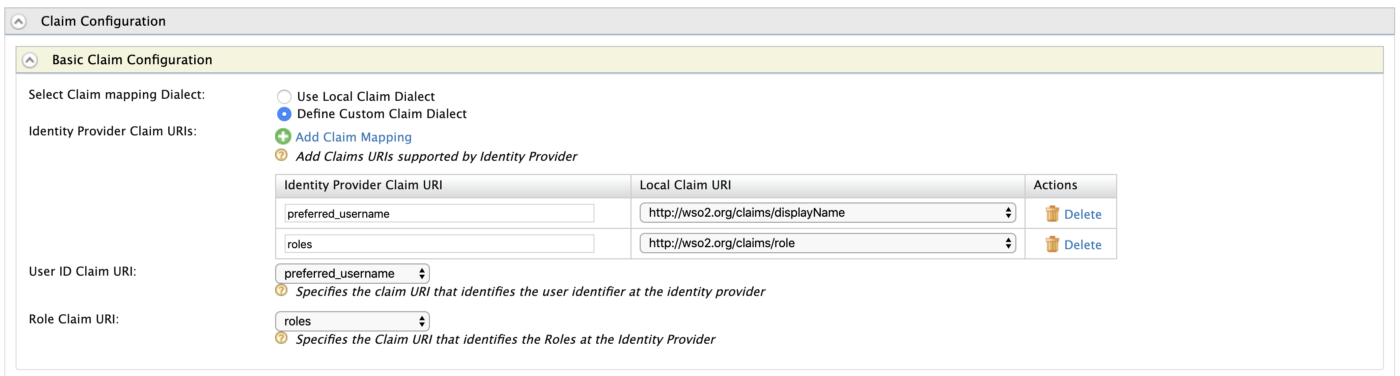 Claim Configuration
Basic Claim Configuration
Select Claim mapping Dialect:
Use Local Claim Dialect
Define Custom Claim Dialect
Identity Provider Claim URIs:
Add Claim Mapping
Add Claims URIs supported by Identity Provider
Identity Provider Claim URI Local Claim URI Actions
preferred_username http://wso2.org/claims/displayName Delete
roles http://wso2.org/claims/role Delete
User ID Claim URI: preferred_username
Specifies the claim URI that identifies the user identifier at the identity provider
Role Claim URI: roles
Specifies the Claim URI that identifies the Roles at the Identity Provider